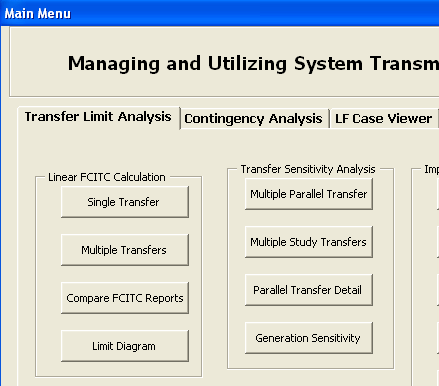 Main Menu
Managing and Utilizing System Transm
Transfer Limit Analysis
Contingency Analysis
LF Case Viewer
Linear FCITC Calculation
Single Transfer
Multiple Transfers
Compare FCITC Reports
Limit Diagram
Transfer Sensitivity Analysis
Multiple Parallel Transfer
Multiple Study Transfers
Parallel Transfer Detail
Generation Sensitivity
Imp